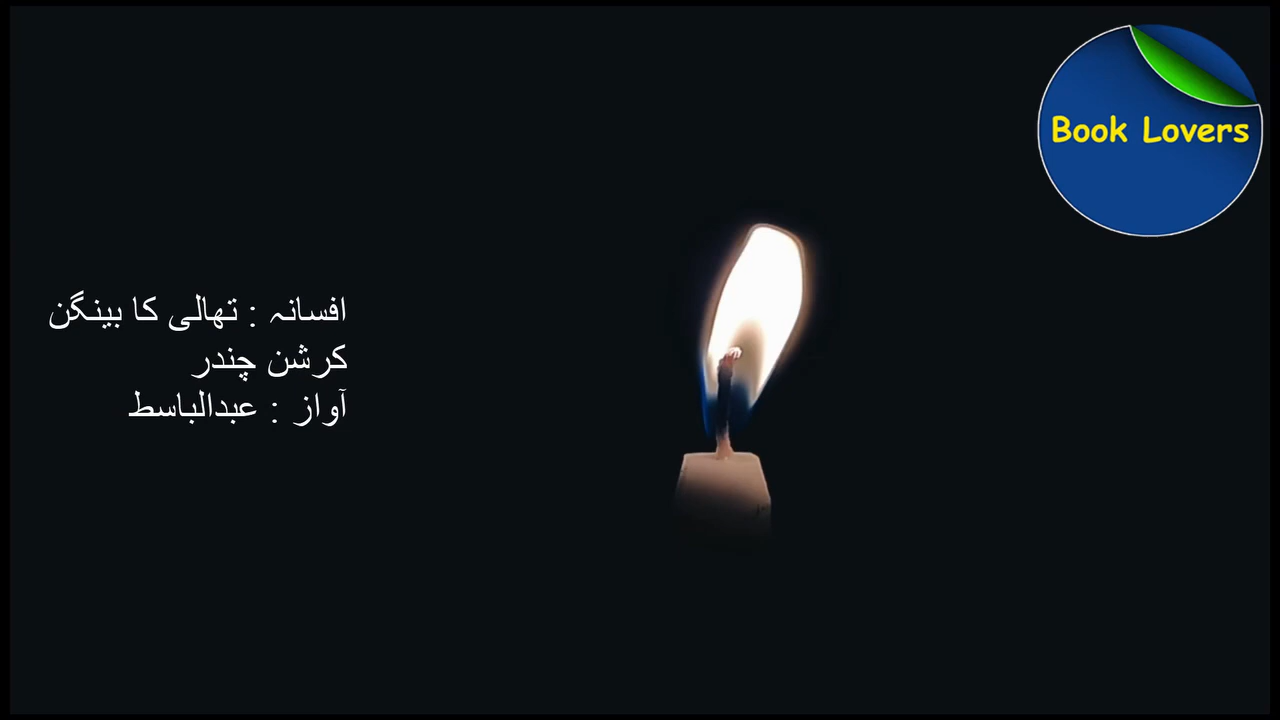 Book Lovers
افسانہ : تھالی کا بینگن
کرشن چندر
آواز : عبدالباسط